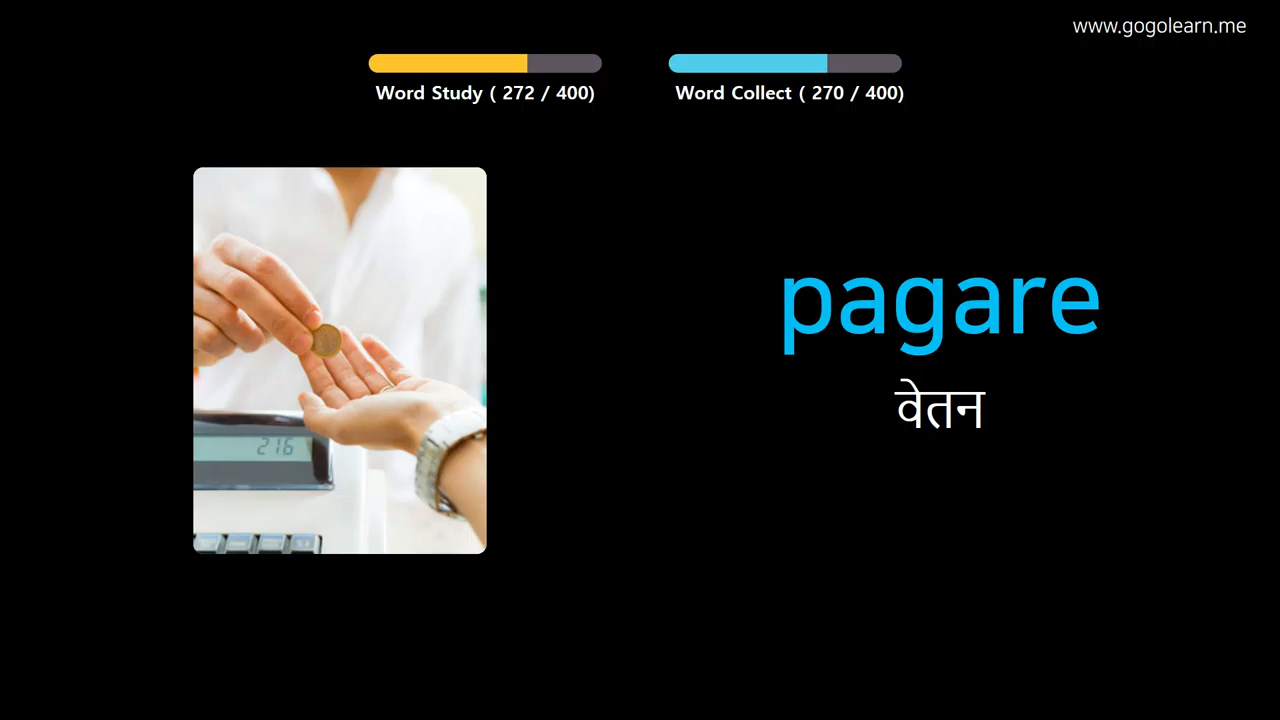 www.gogolearn.me
Word Study ( 272 / 400)
Word Collect ( 270 / 400)
pagare
वेतन
216